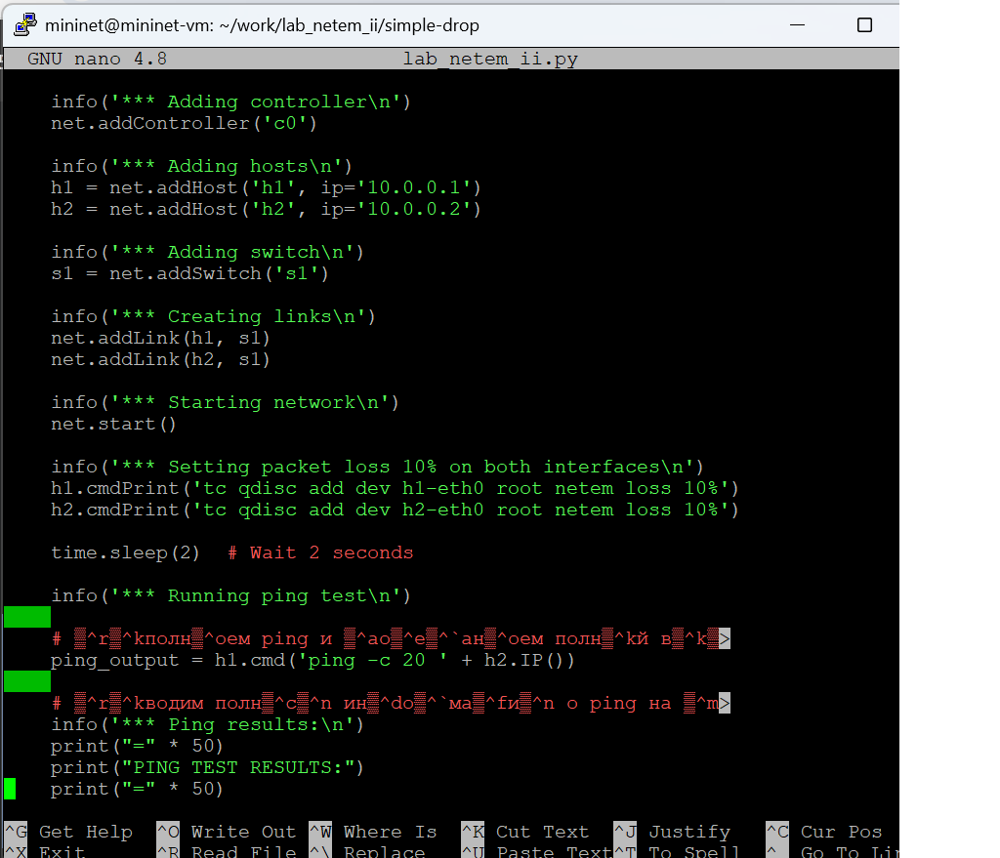 mininet@mininet-vm: ~/work/lab_netem_ii/simple-drop
GNU nano 4.8 lab_netem_ii.py
info('*** Adding controller\n')
net.addController('c0')
info('*** Adding hosts\n')
h1 = net.addHost('h1', ip='10.0.0.1')
h2 = net.addHost('h2', ip='10.0.0.2')
info('*** Adding switch\n')
s1 = net.addSwitch('s1')
info('*** Creating links\n')
net.addLink(h1, s1)
net.addLink(h2, s1)
info('*** Starting network\n')
net.start()
info('*** Setting packet loss 10% on both interfaces\n')
h1.cmdPrint('tc qdisc add dev h1-eth0 root netem loss 10%')
h2.cmdPrint('tc qdisc add dev h2-eth0 root netem loss 10%')
time.sleep(2)  # Wait 2 seconds
info('*** Running ping test\n')
# ▒^r▒^kполн▒^оем ping и ▒^ао▒^е▒^`ан▒^оем полн▒^kй в▒^k▒>
ping_output = h1.cmd('ping -c 20 ' + h2.IP())
# ▒^r▒^kводим полн▒^c▒^n ин▒^do▒^`ма▒^fи▒^n о ping на ▒^m>
info('*** Ping results:\n')
print("=" * 50)
print("PING TEST RESULTS:")
print("=" * 50)
^G Get Help ^O Write Out ^W Where Is ^K Cut Text ^J Justify ^C Cur Pos
^X Exit ^R Read File ^\ Replace ^U Paste Text ^T To Spell ^_ Go To Lin